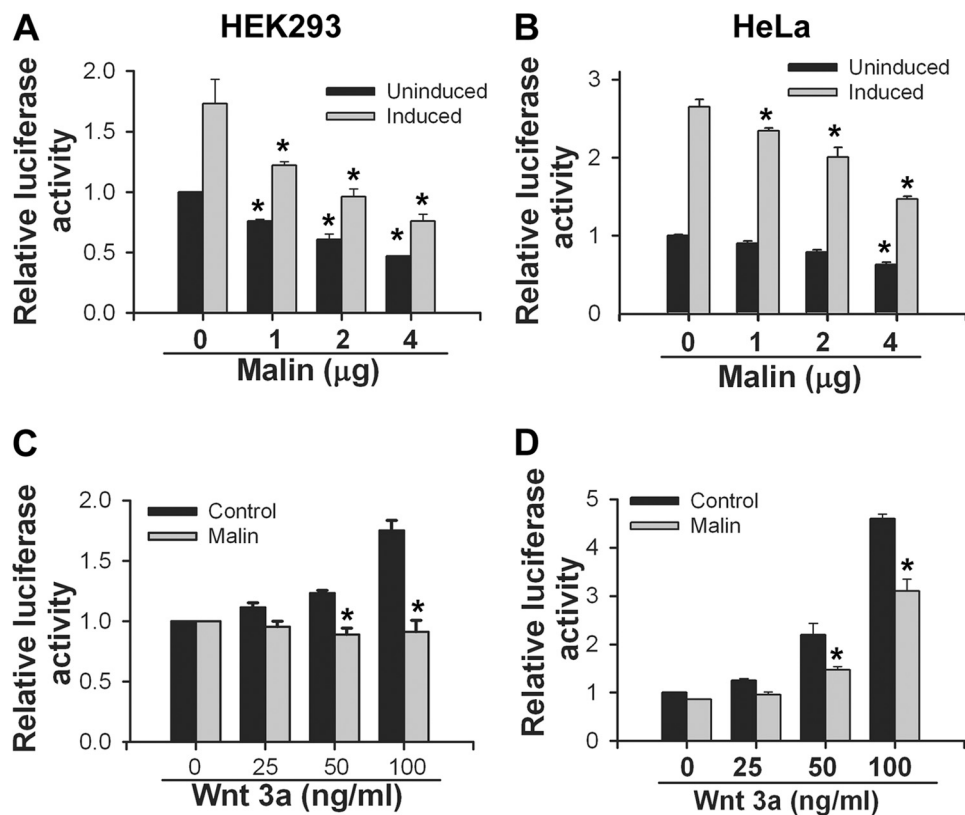 A
HEK293
Relative luciferase
activity
2.0
1.5
1.0
0.5
0.0
Uninduced
Induced
*
*
*
*
*
*
0
1
2
4
Malin (μg)
B
HeLa
Relative luciferase
activity
3
2
1
0
Uninduced
Induced
*
*
*
*
0
1
2
4
Malin (μg)
C
Relative luciferase
activity
2.0
1.5
1.0
0.5
0.0
Control
Malin
*
*
0
25
50
100
Wnt 3a (ng/ml)
D
Relative luciferase
activity
5
4
3
2
1
0
Control
Malin
*
*
0
25
50
100
Wnt 3a (ng/ml)